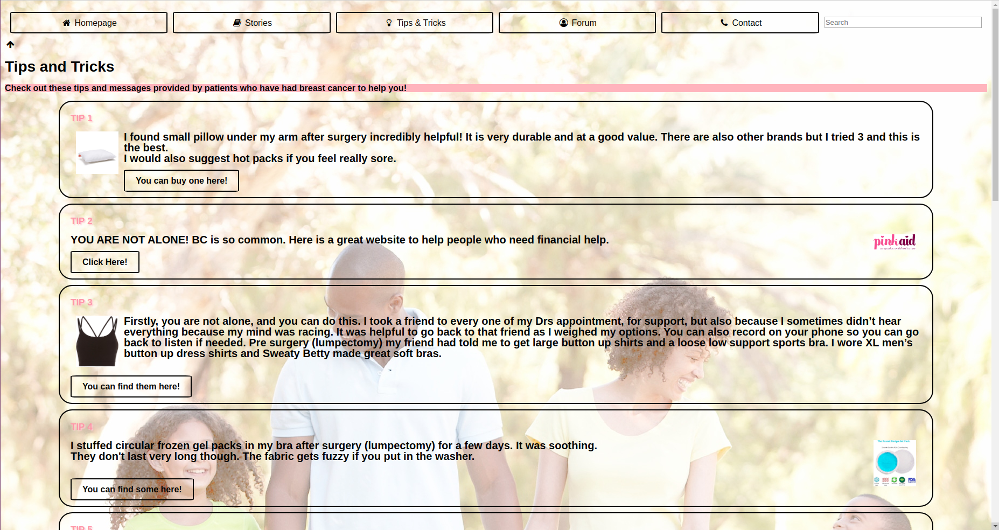 Homepage
Stories
Tips & Tricks
Forum
Contact
Search
Tips and Tricks
Check out these tips and messages provided by patients who have had breast cancer to help you!
TIP 1
I found small pillow under my arm after surgery incredibly helpful! It is very durable and at a good value. There are also other brands but I tried 3 and this is
the best.
I would also suggest hot packs if you feel really sore.
You can buy one here!
TIP 2
YOU ARE NOT ALONE! BC is so common. Here is a great website to help people who need financial help.
pink aid
Click Here!
TIP 3
Firstly, you are not alone, and you can do this. I took a friend to every one of my Drs appointment, for support, but also because I sometimes didn’t hear
everything because my mind was racing. It was helpful to go back to that friend as I weighed my options. You can also record on your phone so you can go
back to listen if needed. Pre surgery (lumpectomy) my friend had told me to get large button up shirts and a loose low support sports bra. I wore XL men’s
button up dress shirts and Sweaty Betty made great soft bras.
You can find them here!
TIP 4
I stuffed circular frozen gel packs in my bra after surgery (lumpectomy) for a few days. It was soothing.
They don't last very long though. The fabric gets fuzzy if you put in the washer.
You can find some here!
TIP 5